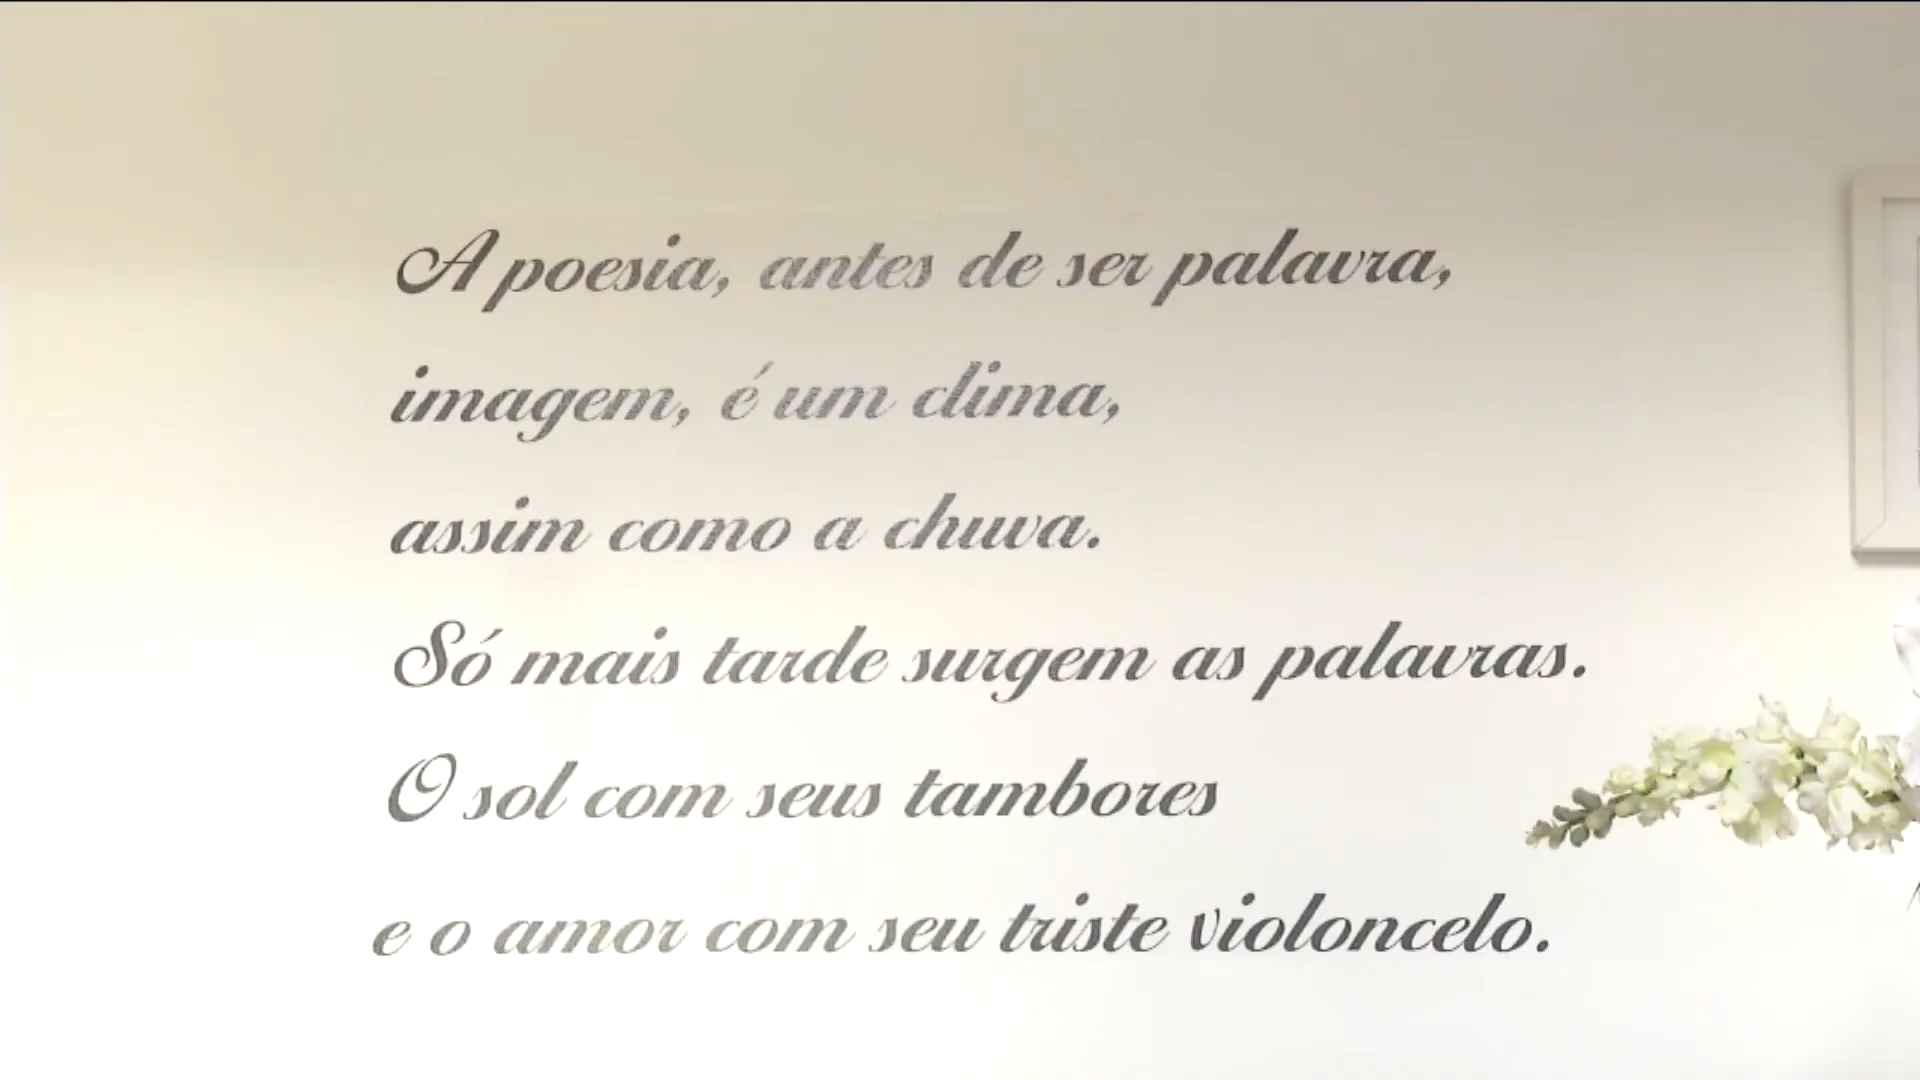 A poesia, antes de ser palavra,
imagem, é um clima,
assim como a chuva.
Só mais tarde surgem as palavras.
O sol com seus tambores
e o amor com seu triste violoncelo.